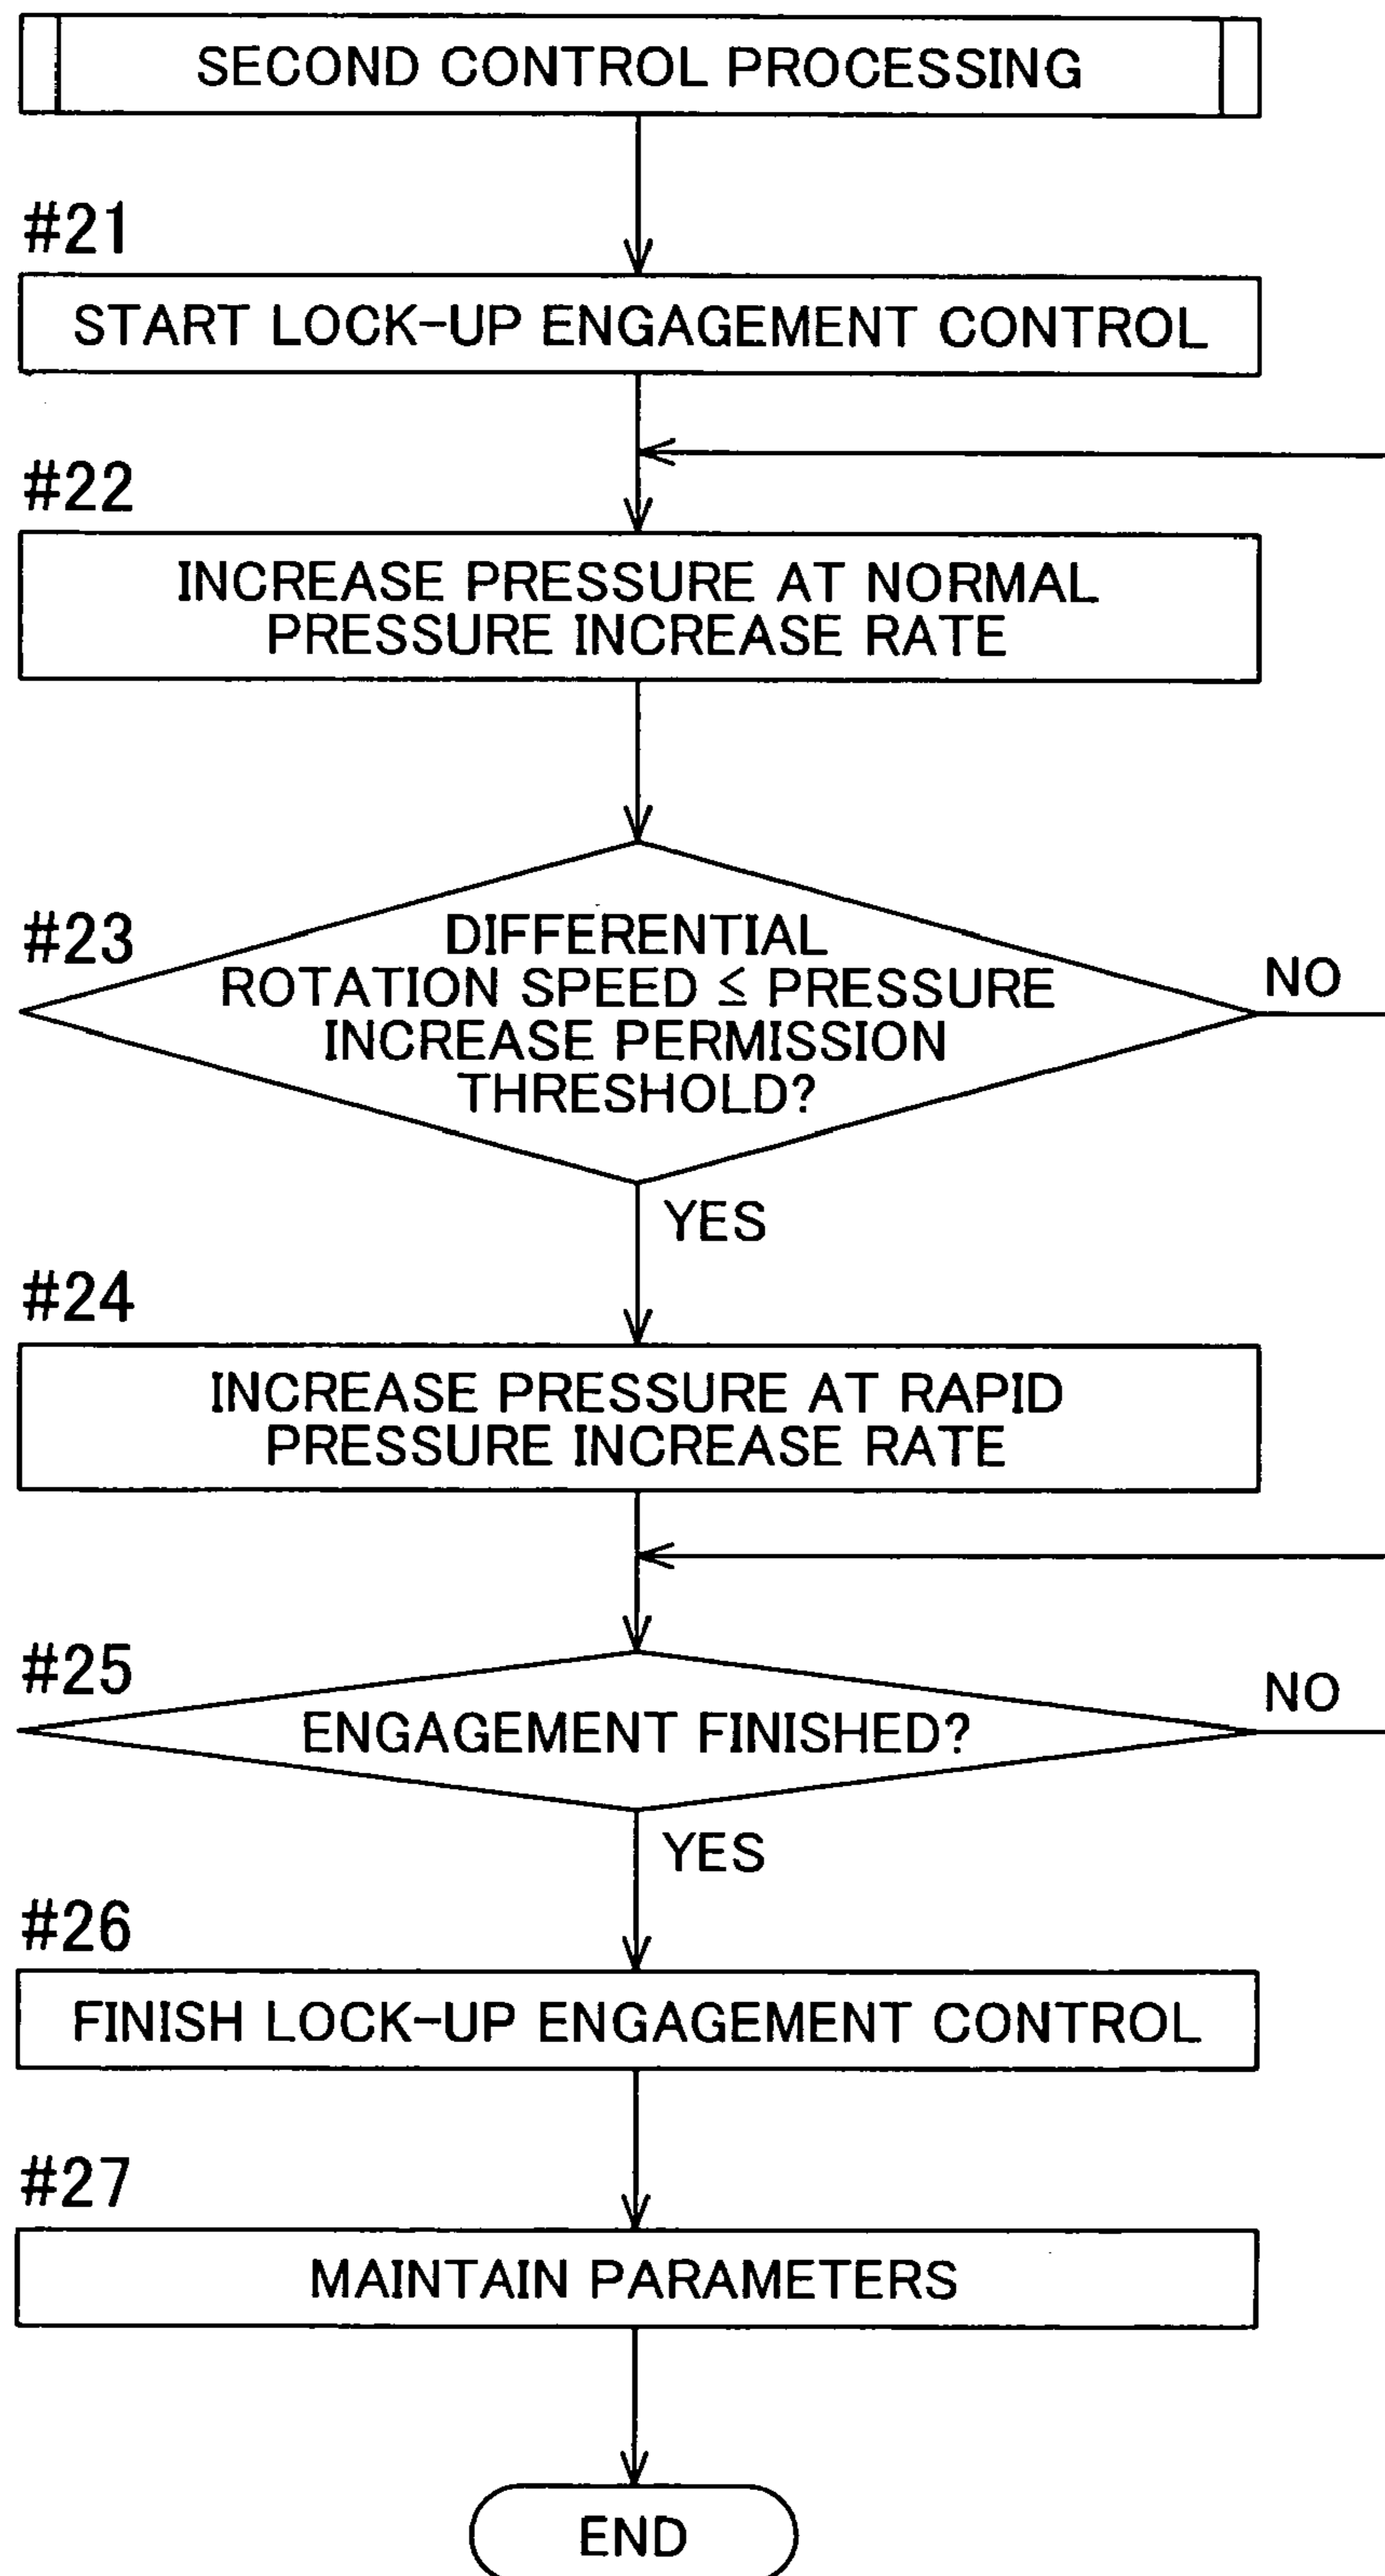 SECOND CONTROL PROCESSING
#21
START LOCK-UP ENGAGEMENT CONTROL
#22
INCREASE PRESSURE AT NORMAL
PRESSURE INCREASE RATE
#23
DIFFERENTIAL
ROTATION SPEED ≤ PRESSURE
INCREASE PERMISSION
THRESHOLD?
NO
YES
#24
INCREASE PRESSURE AT RAPID
PRESSURE INCREASE RATE
#25
ENGAGEMENT FINISHED?
NO
YES
#26
FINISH LOCK-UP ENGAGEMENT CONTROL
#27
MAINTAIN PARAMETERS
END